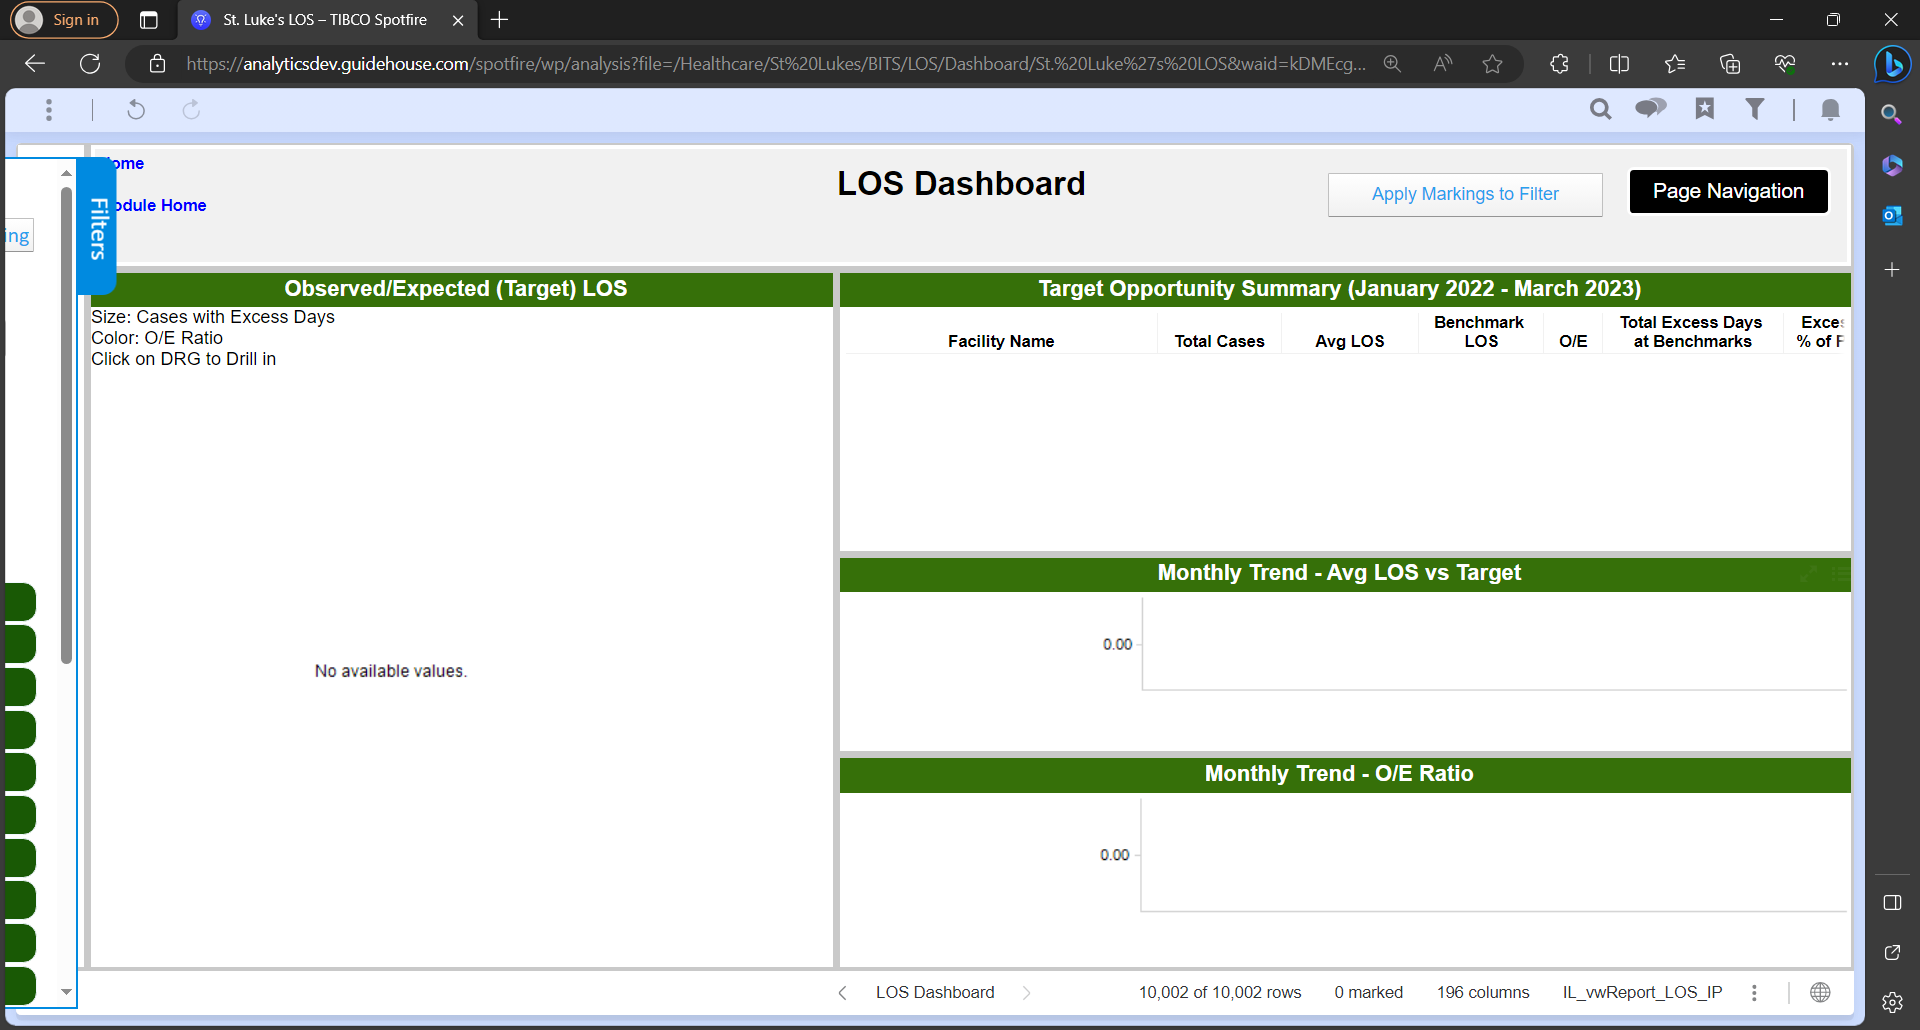 Sign in
St. Luke's LOS – TIBCO Spotfire
https://analyticsdev.guidehouse.com/spotfire/wp/analysis?file=/Healthcare/St%20Lukes/BITS/LOS/Dashboard/St.%20Luke%27s%20LOS&waid=kDMEcg...
ome
odule Home
LOS Dashboard
Apply Markings to Filter
Page Navigation
ing
Filters
Observed/Expected (Target) LOS
Size: Cases with Excess Days
Color: O/E Ratio
Click on DRG to Drill in
No available values.
Target Opportunity Summary (January 2022 - March 2023)
Facility Name
Total Cases
Avg LOS
Benchmark
LOS
O/E
Total Excess Days
at Benchmarks
Exce
% of
Monthly Trend - Avg LOS vs Target
0.00
Monthly Trend - O/E Ratio
0.00
LOS Dashboard
10,002 of 10,002 rows
0 marked
196 columns
IL_vwReport_LOS_IP